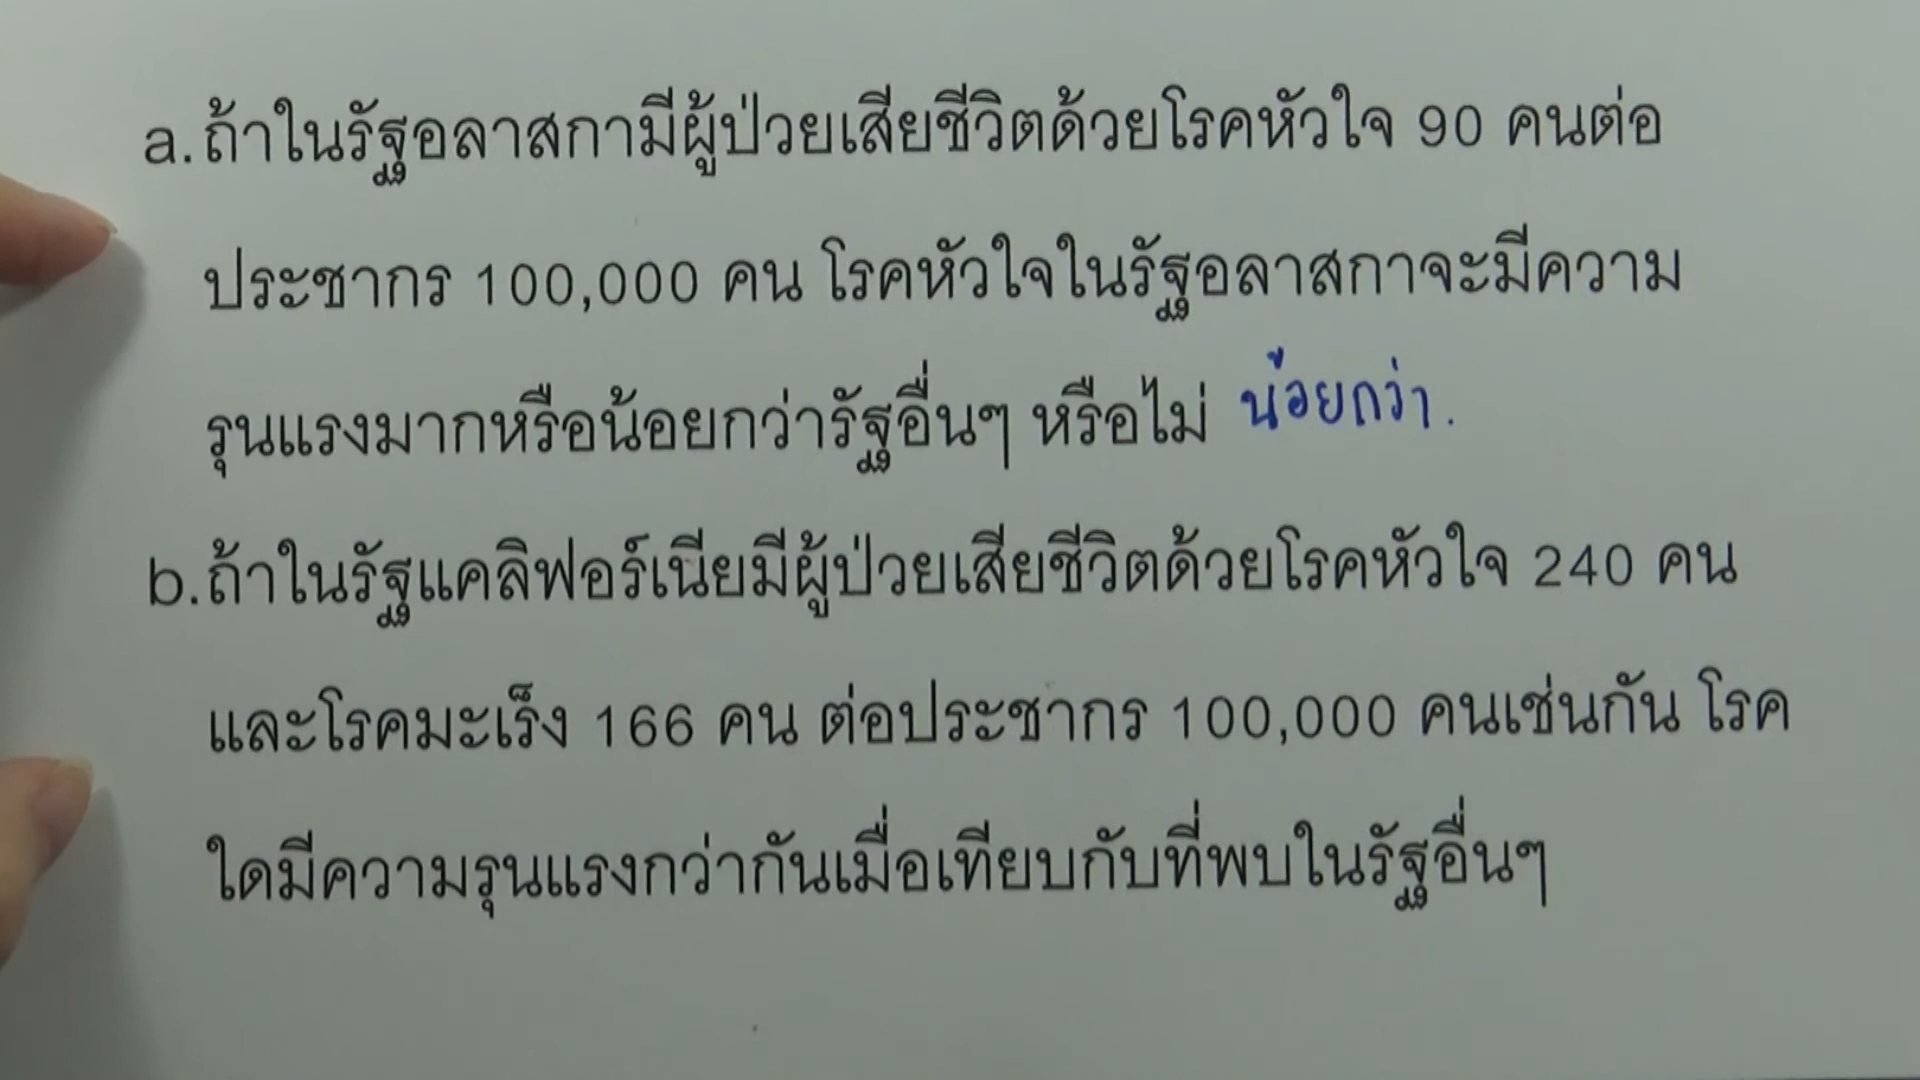 a. ถ้าในรัฐอลาสกามีผู้ป่วยเสียชีวิตด้วยโรคหัวใจ 90 คนต่อ
ประชากร 100,000 คน โรคหัวใจในรัฐอลาสกาจะมีความ
รุนแรงมากหรือน้อยกว่ารัฐอื่นๆ หรือไม่ น้อยกว่า.
b. ถ้าในรัฐแคลิฟอร์เนียมีผู้ป่วยเสียชีวิตด้วยโรคหัวใจ 240 คน
และโรคมะเร็ง 166 คน ต่อประชากร 100,000 คนเช่นกัน โรค
ใดมีความรุนแรงกว่ากันเมื่อเทียบกับที่พบในรัฐอื่นๆ